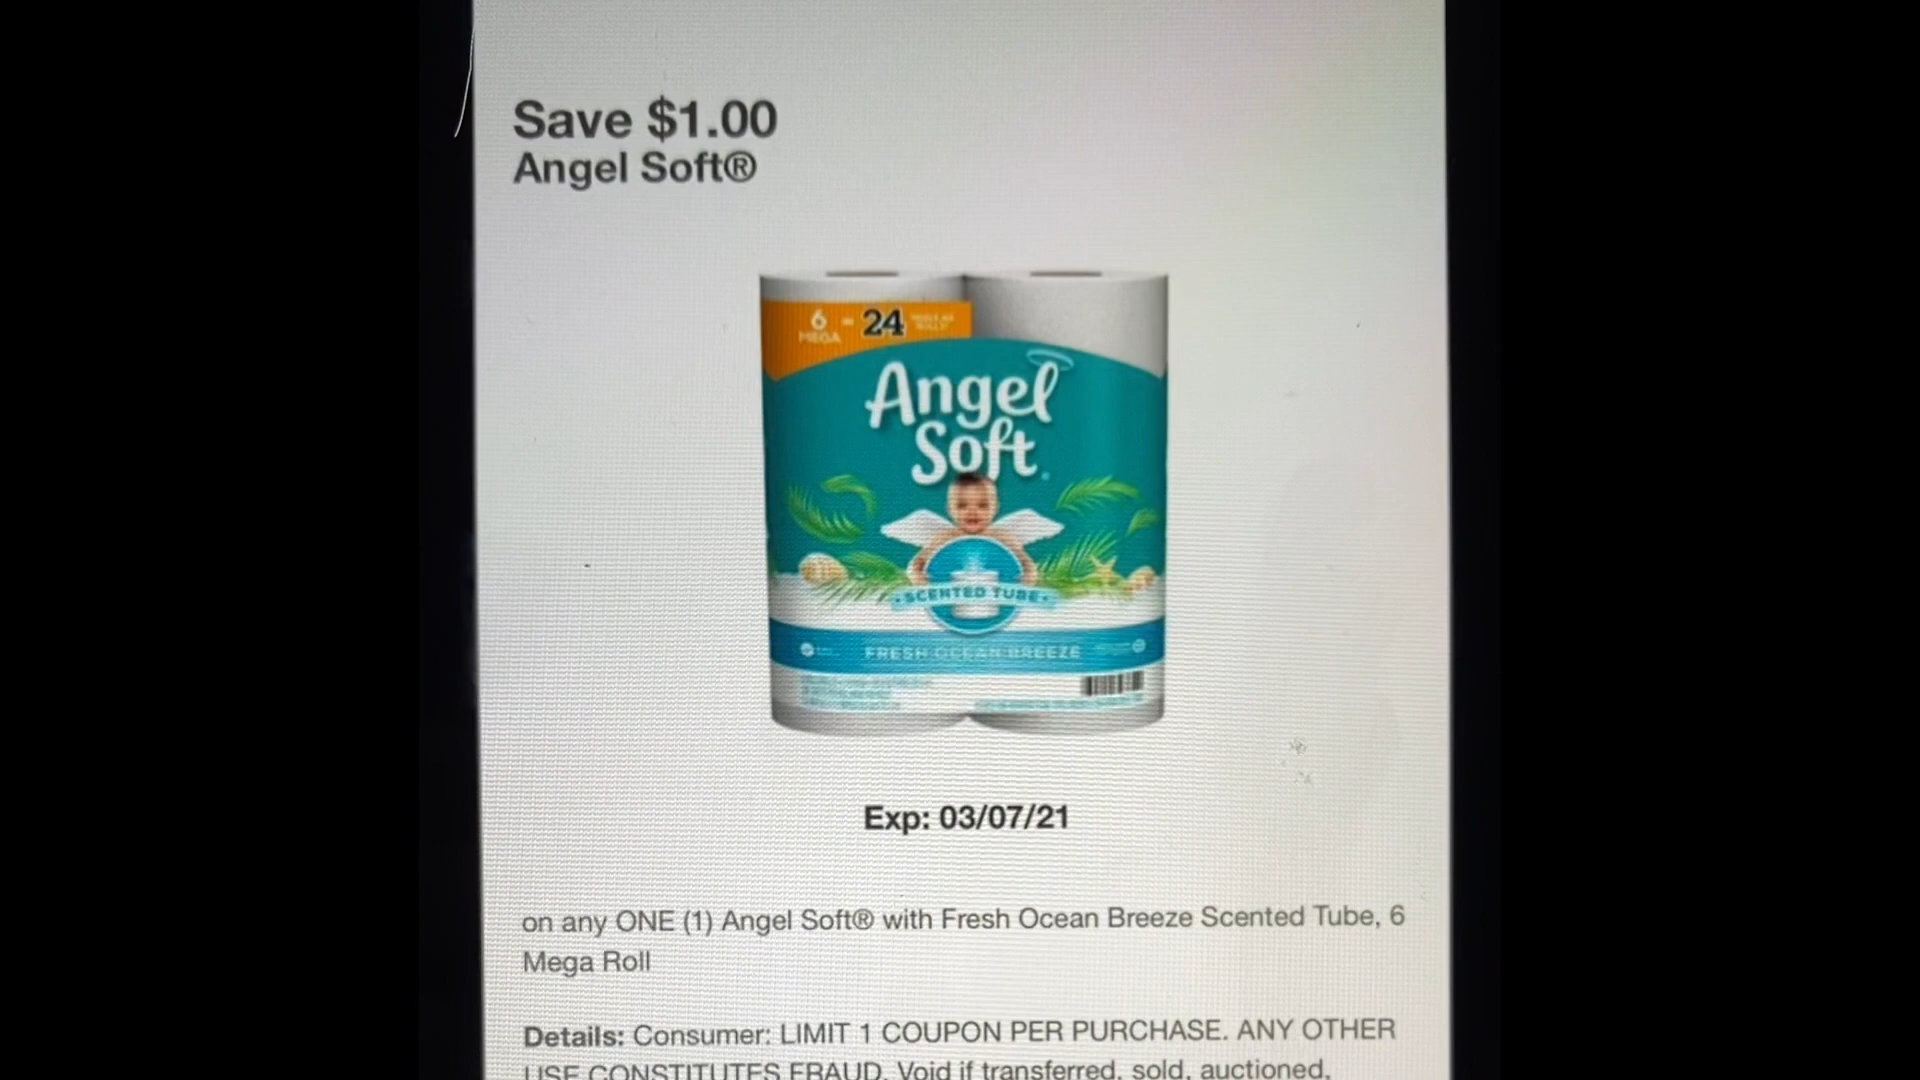 Save $1.00
Angel Soft®
6 MEGA = 24
Angel
Soft
• SCENTED TUBE •
FRESH OCEAN BREEZE
Exp: 03/07/21
on any ONE (1) Angel Soft® with Fresh Ocean Breeze Scented Tube, 6
Mega Roll
Details: Consumer: LIMIT 1 COUPON PER PURCHASE. ANY OTHER
USE CONSTITUTES FRAUD. Void if transferred, sold, auctioned,